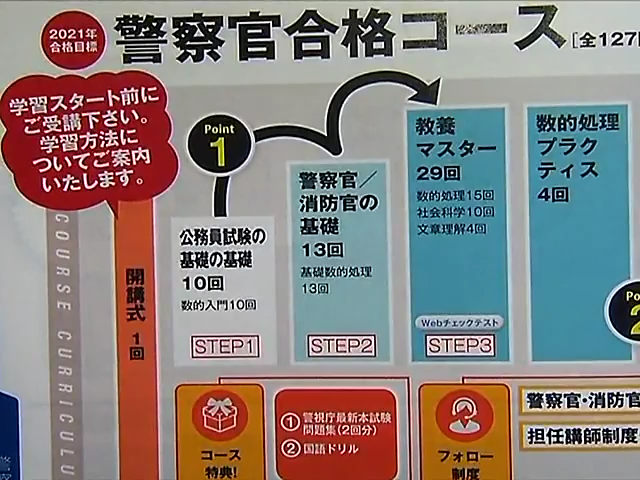 2021年
合格目標
警察官合格コース
[全127
学習スタート前に
ご受講下さい。
学習方法に
ついてご案内
いたします。
Point
1
教養
マスター
29回
数的処理15回
社会科学10回
文章理解4回
Webチェックテスト
STEP3
数的処理
プラク
ティス
4回
警察官/
消防官の
基礎
13回
基礎数的処理
13回
STEP2
公務員試験の
基礎の基礎
10回
数的入門10回
STEP1
開講式 1回
COURSE CURRICULU
Po
2
コース
特典!
①警視庁最新本試験
問題集(2回分)
②国語ドリル
フォロー
制度
警察官・消防官
担任講師制度